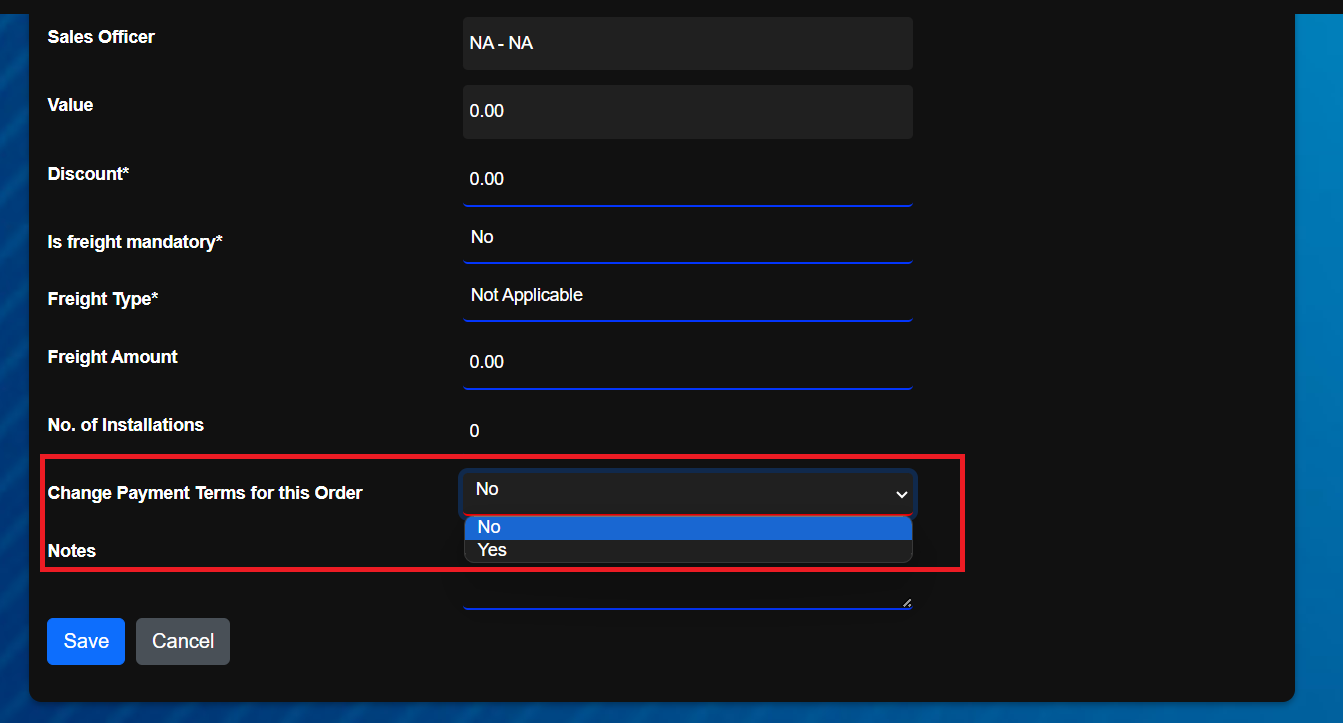 Sales Officer
NA - NA
Value
0.00
Discount*
0.00
Is freight mandatory*
No
Freight Type*
Not Applicable
Freight Amount
0.00
No. of Installations
0
Change Payment Terms for this Order
No
No
Yes
Notes
Save
Cancel